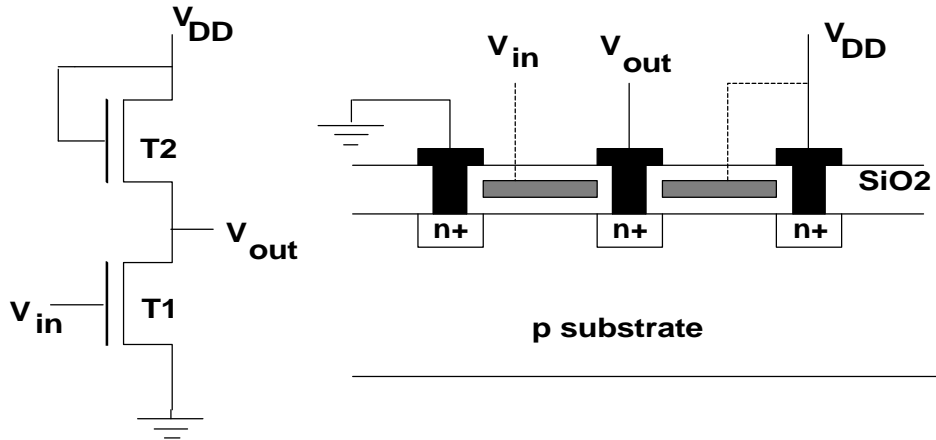 VDD
T2
Vout
Vin
T1
Vin
Vout
VDD
SiO2
n+
n+
n+
p substrate